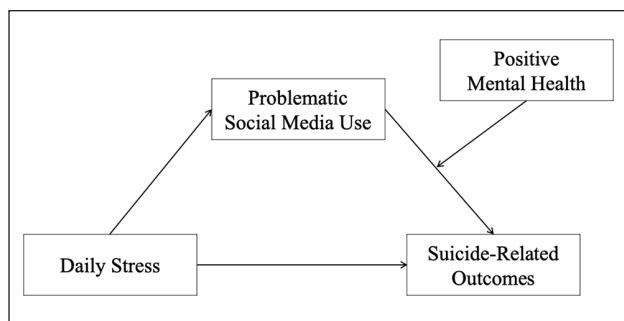 Positive
Mental Health
Problematic
Social Media Use
Daily Stress
Suicide-Related
Outcomes